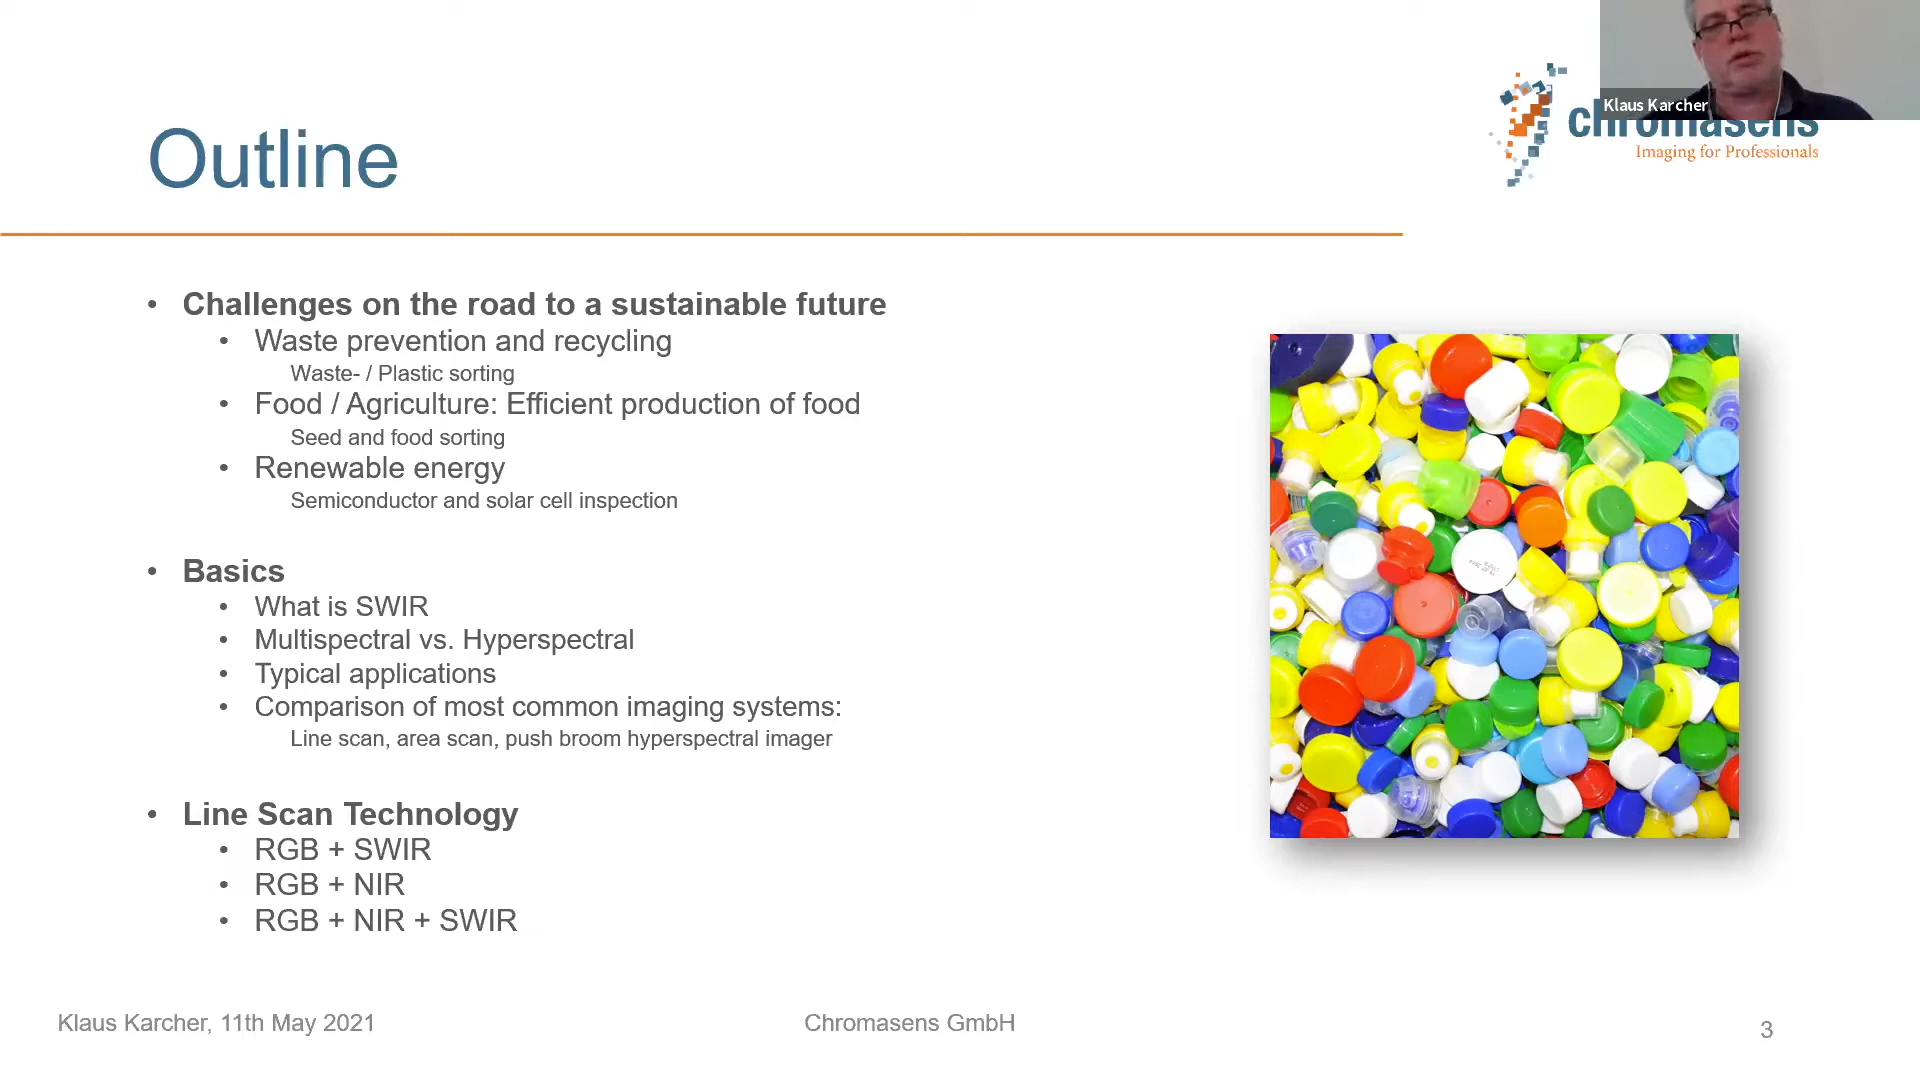 Klaus Karcher
chromasens
Imaging for Professionals
Outline
• Challenges on the road to a sustainable future
• Waste prevention and recycling
Waste- / Plastic sorting
• Food / Agriculture: Efficient production of food
Seed and food sorting
• Renewable energy
Semiconductor and solar cell inspection
• Basics
• What is SWIR
• Multispectral vs. Hyperspectral
• Typical applications
• Comparison of most common imaging systems:
Line scan, area scan, push broom hyperspectral imager
• Line Scan Technology
• RGB + SWIR
• RGB + NIR
• RGB + NIR + SWIR
Klaus Karcher, 11th May 2021
Chromasens GmbH
3